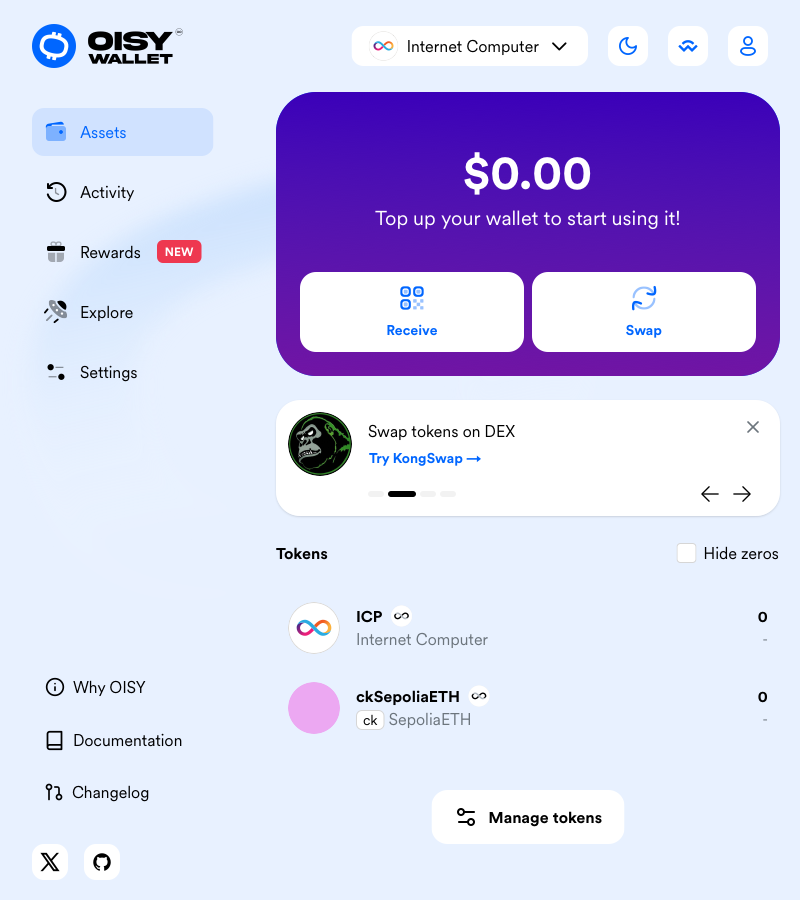 OISY
WALLET
Internet Computer
Assets
Activity
Rewards NEW
Explore
Settings
$0.00
Top up your wallet to start using it!
Receive
Swap
Swap tokens on DEX
Try KongSwap →
Tokens
Hide zeros
ICP
0
Internet Computer
-
ckSepoliaETH
0
ck SepoliaETH
-
Manage tokens
Why OISY
Documentation
Changelog